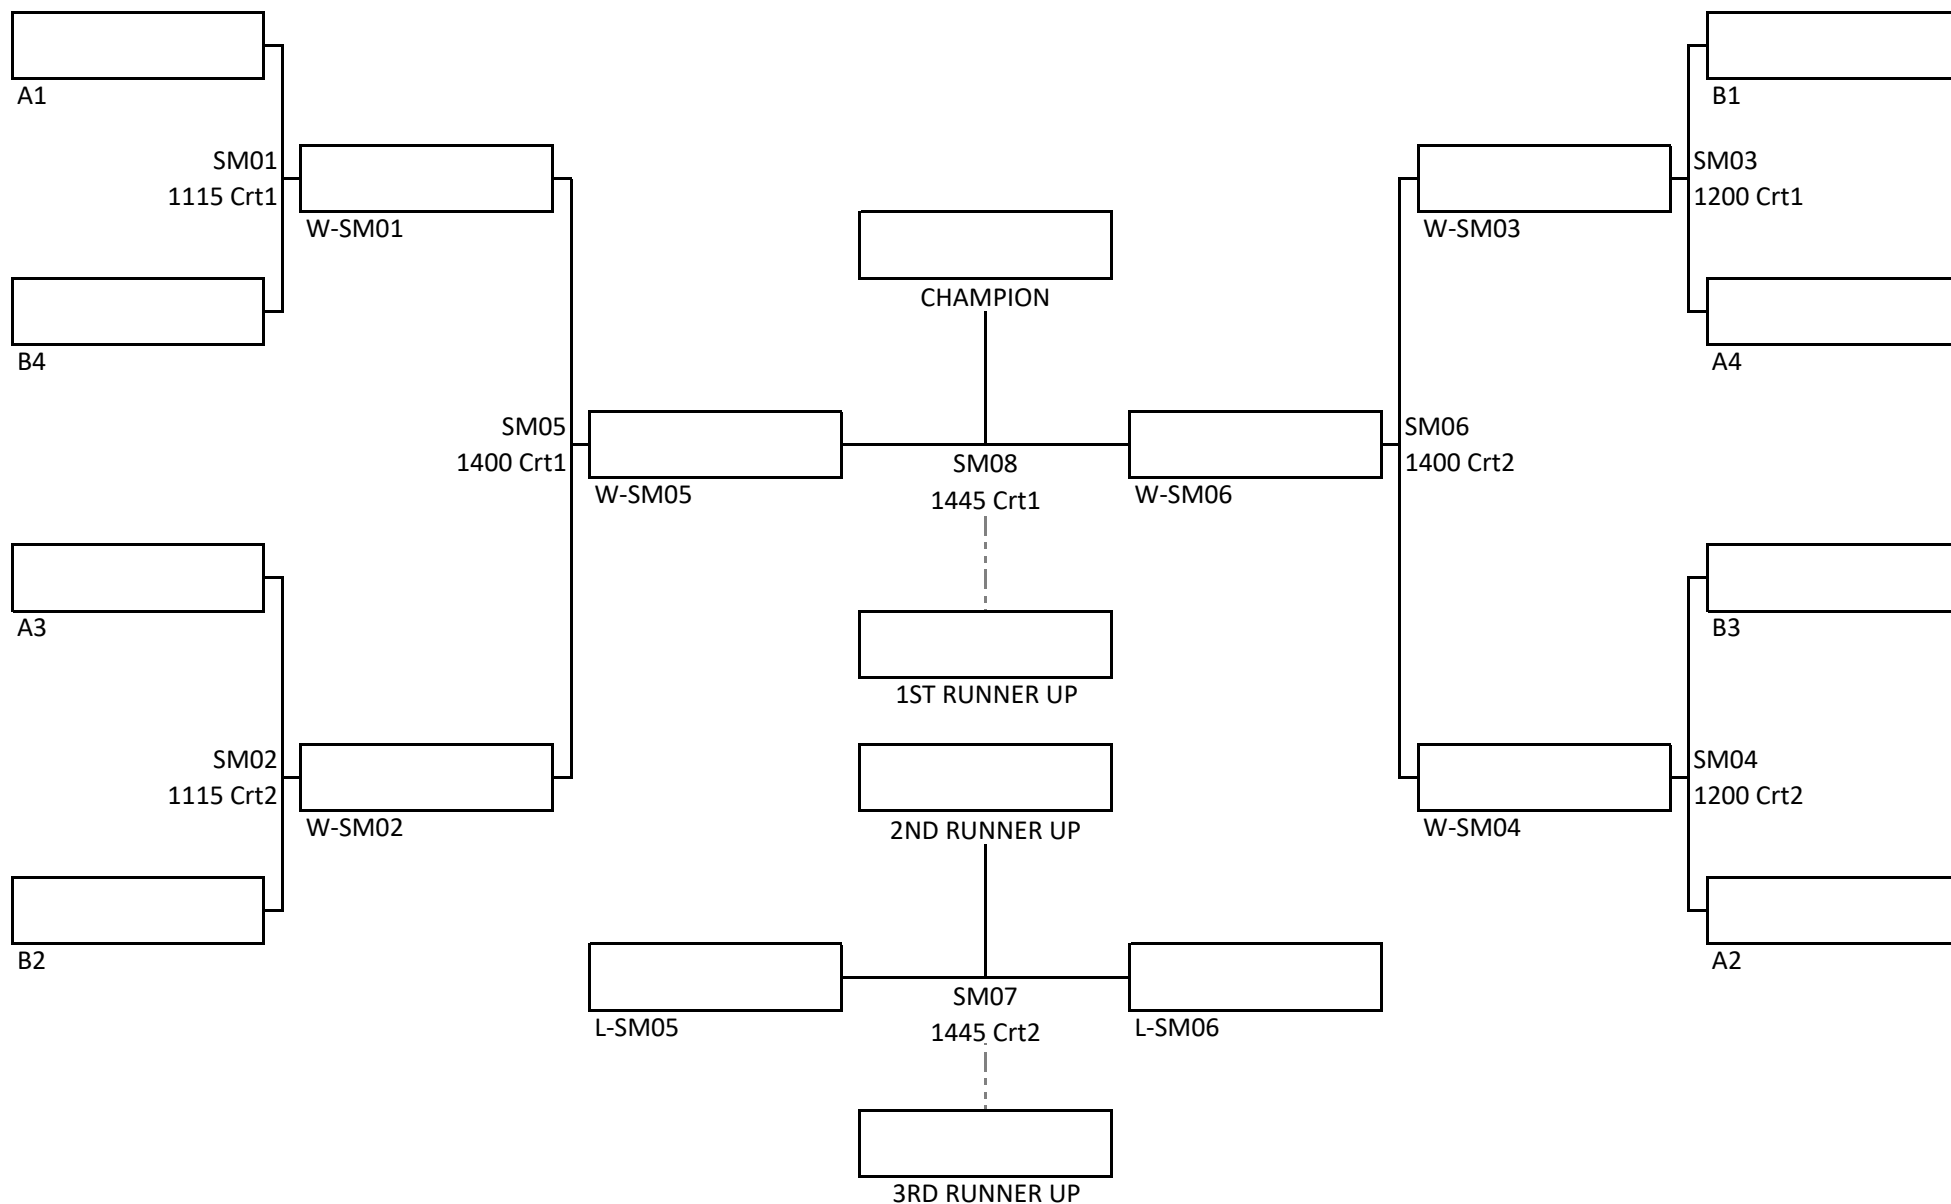 A1
B1
SM01
1115 Crt1
SM03
1200 Crt1
W-SM01
W-SM03
CHAMPION
B4
A4
SM05
1400 Crt1
SM06
1400 Crt2
SM08
1445 Crt1
W-SM05
W-SM06
A3
B3
1ST RUNNER UP
SM02
1115 Crt2
SM04
1200 Crt2
W-SM02
2ND RUNNER UP
W-SM04
B2
A2
SM07
1445 Crt2
L-SM05
L-SM06
3RD RUNNER UP